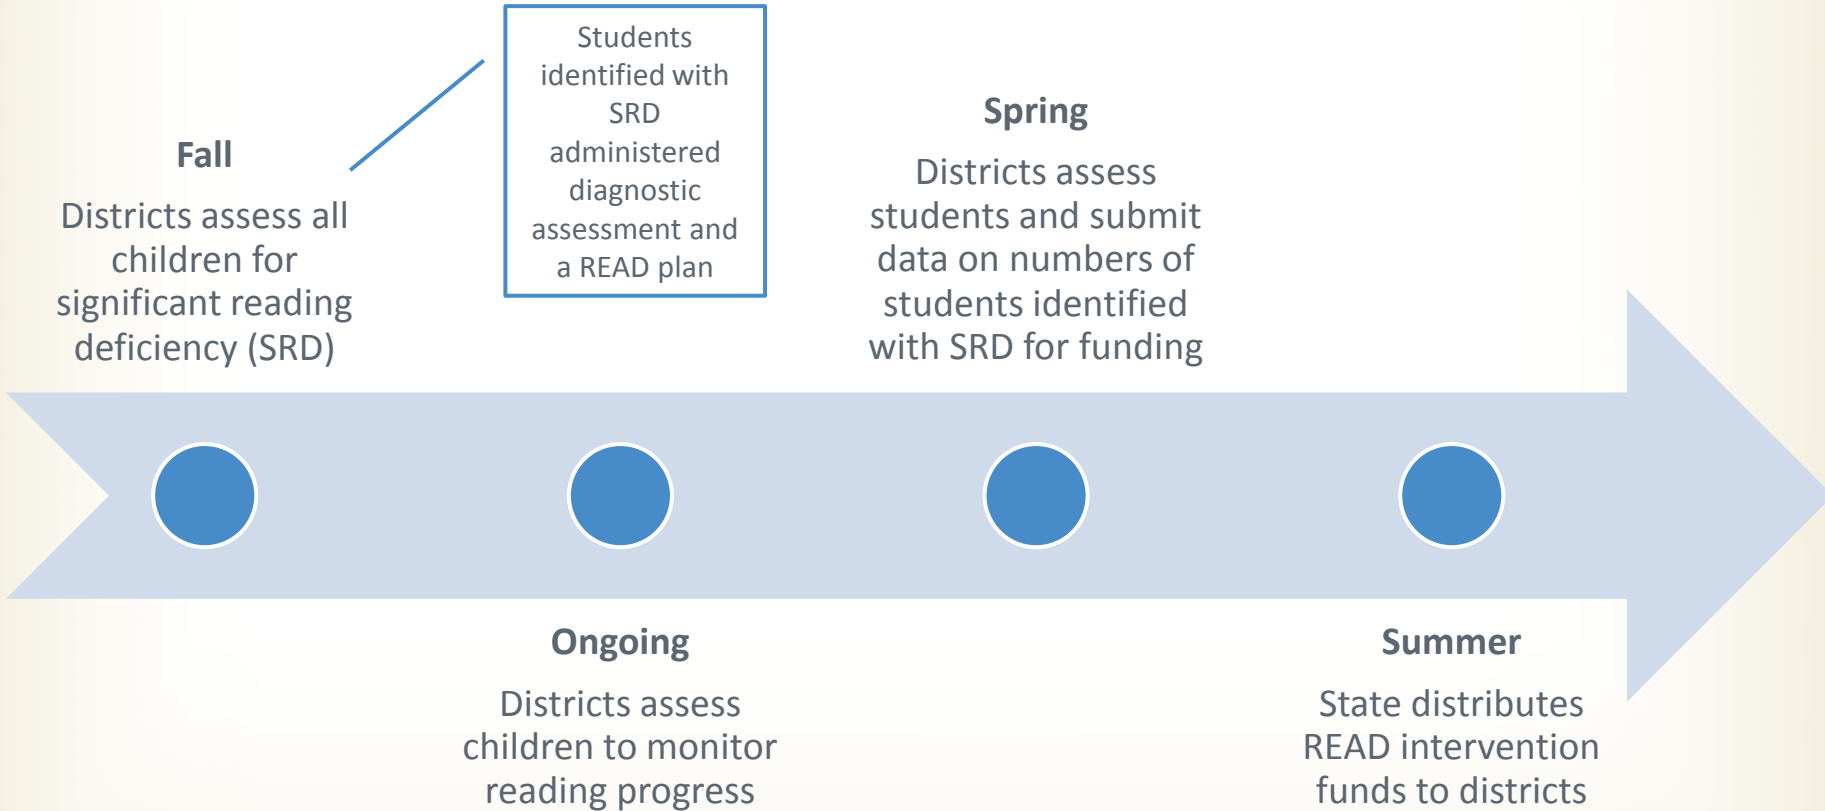 Fall
Districts assess all
children for
significant reading
deficiency (SRD)
Students
identified with
SRD
administered
diagnostic
assessment and
a READ plan
Spring
Districts assess
students and submit
data on numbers of
students identified
with SRD for funding
Ongoing
Districts assess
children to monitor
reading progress
Summer
State distributes
READ intervention
funds to districts